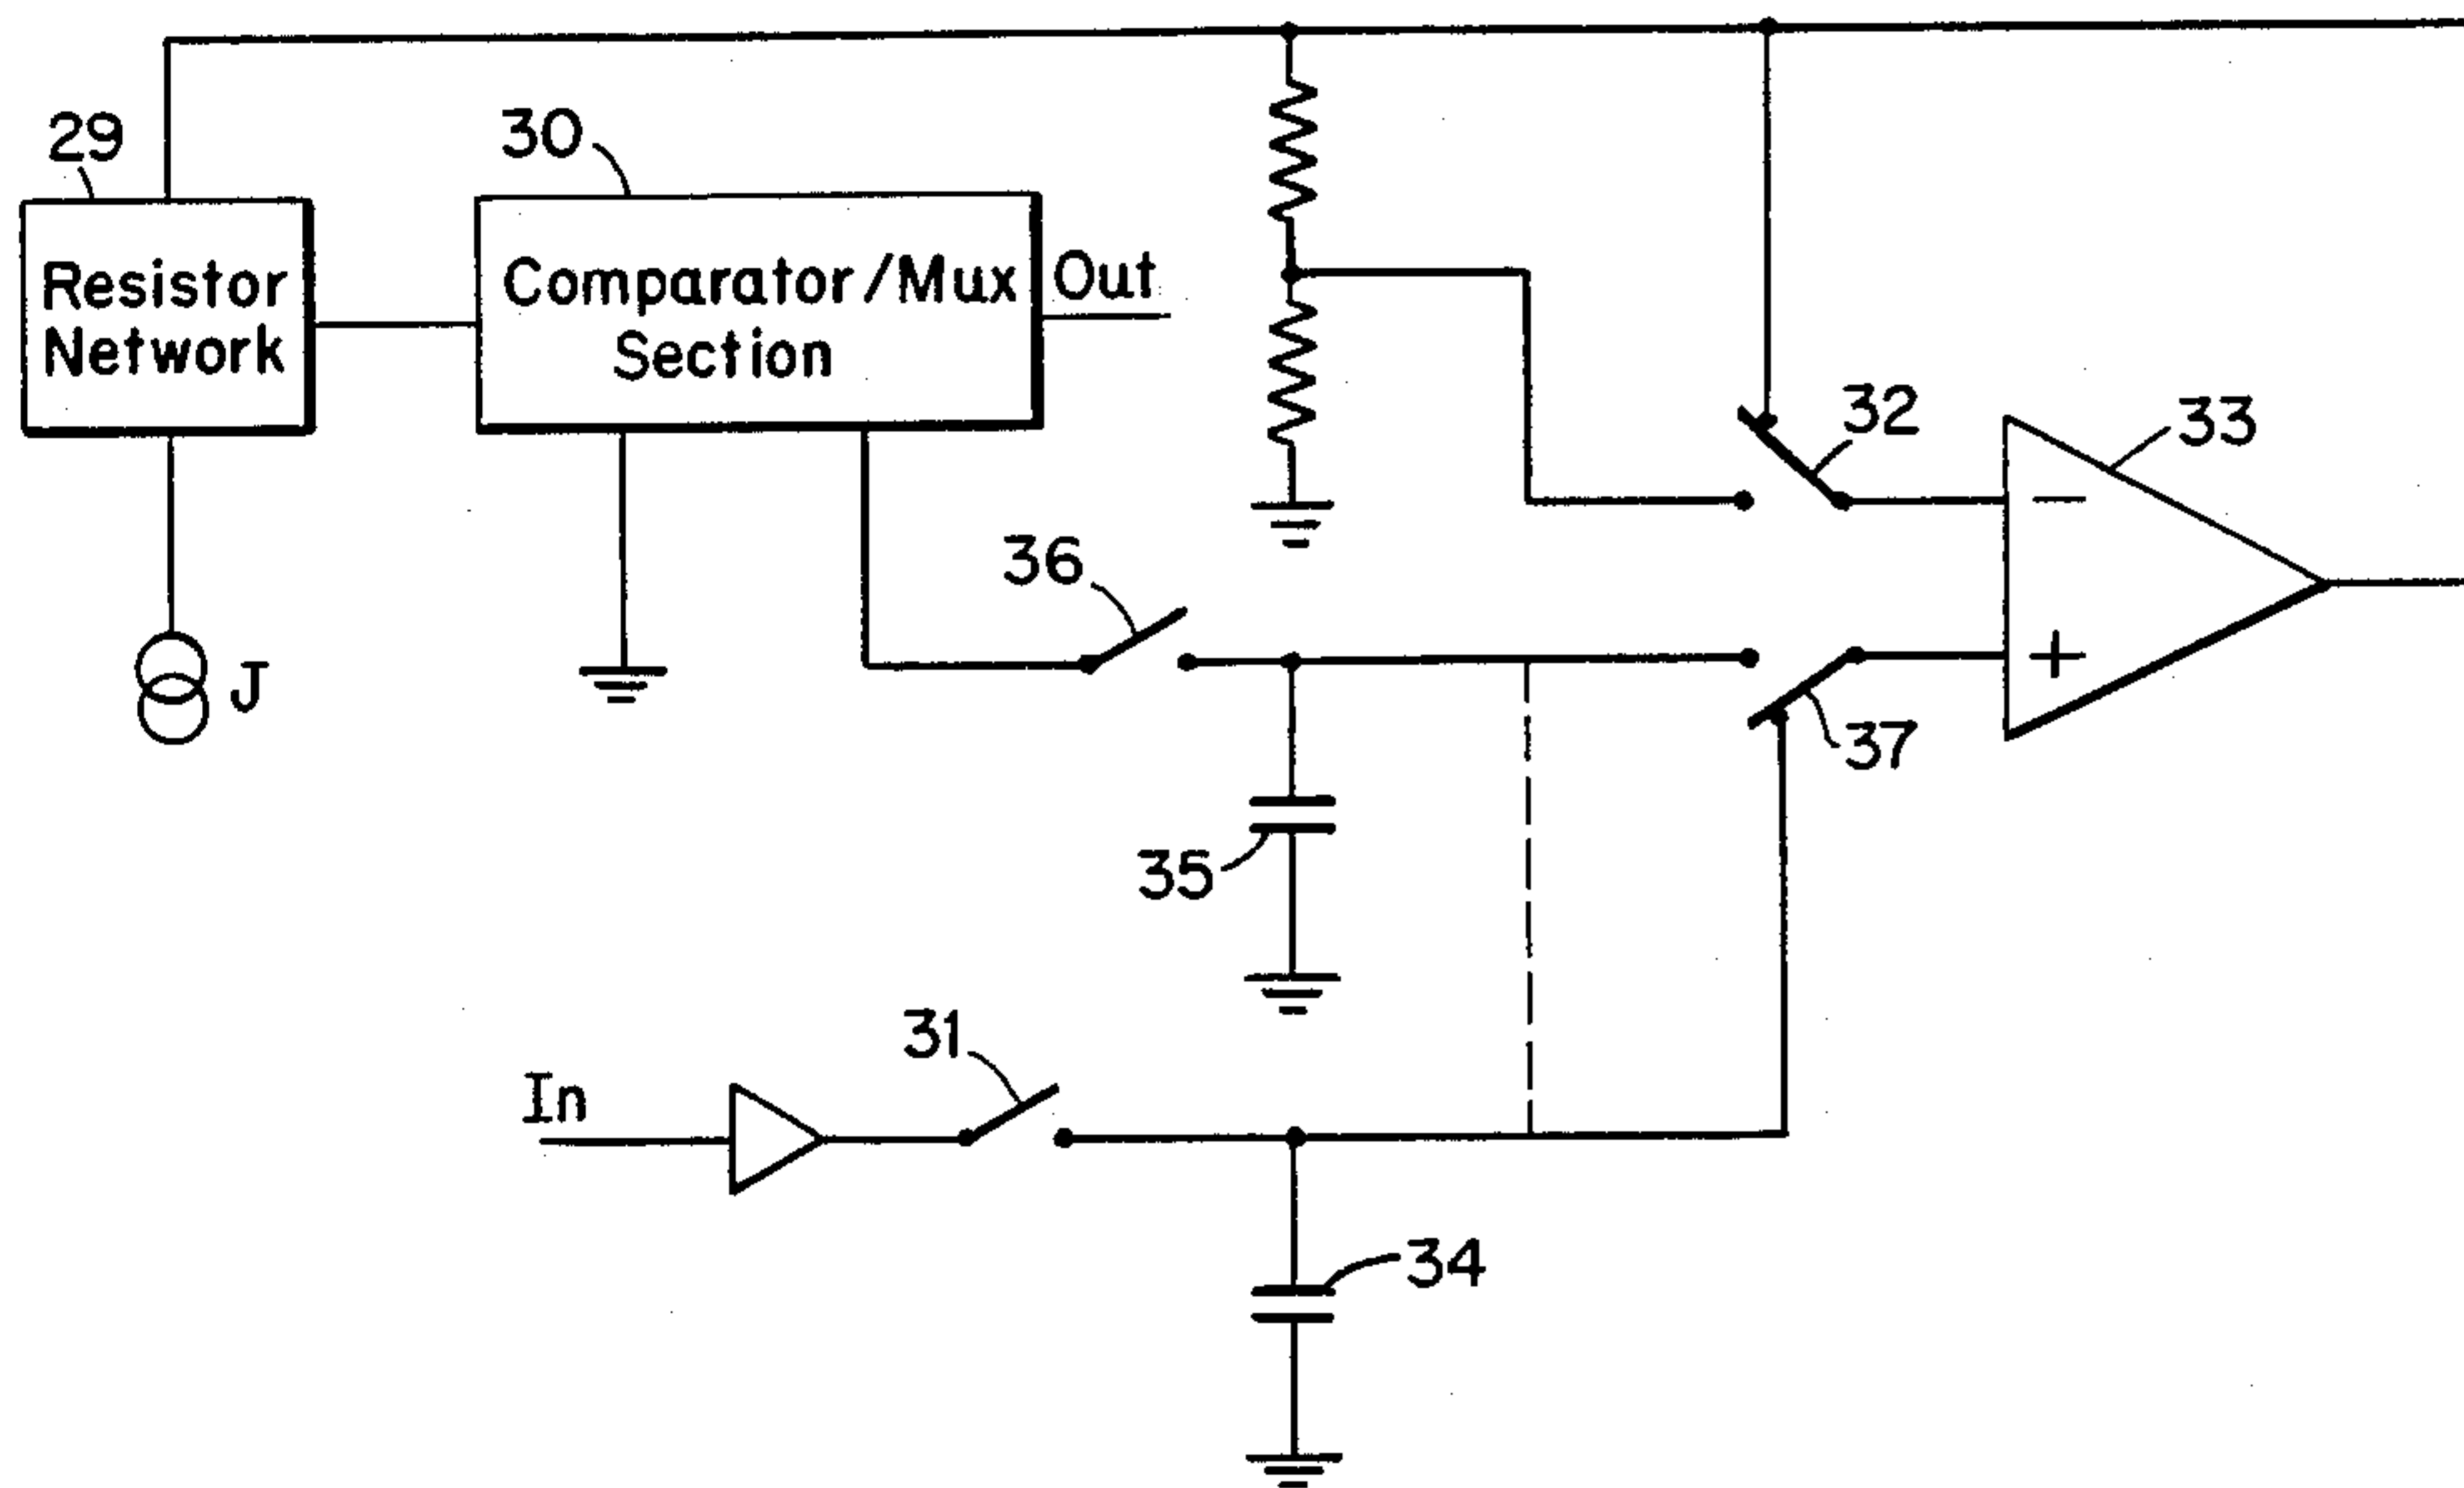 29
30
Resistor
Network
Comparator/Mux
Section
Out
32
33
−
36
J
+
37
35
31
In
34